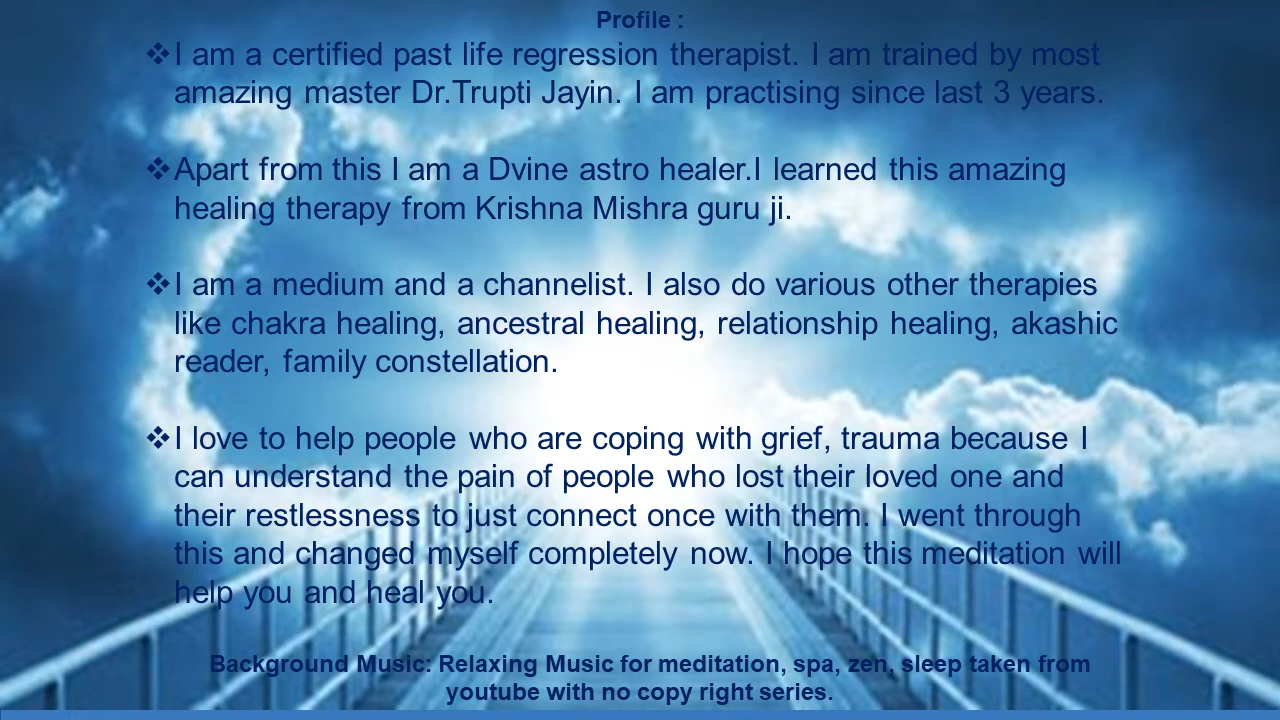 Profile :
❖I am a certified past life regression therapist. I am trained by most
amazing master Dr.Trupti Jayin. I am practising since last 3 years.
❖Apart from this I am a Dvine astro healer.I learned this amazing
healing therapy from Krishna Mishra guru ji.
❖I am a medium and a channelist. I also do various other therapies
like chakra healing, ancestral healing, relationship healing, akashic
reader, family constellation.
❖I love to help people who are coping with grief, trauma because I
can understand the pain of people who lost their loved one and
their restlessness to just connect once with them. I went through
this and changed myself completely now. I hope this meditation will
help you and heal you.
Background Music: Relaxing Music for meditation, spa, zen, sleep taken from
youtube with no copy right series.